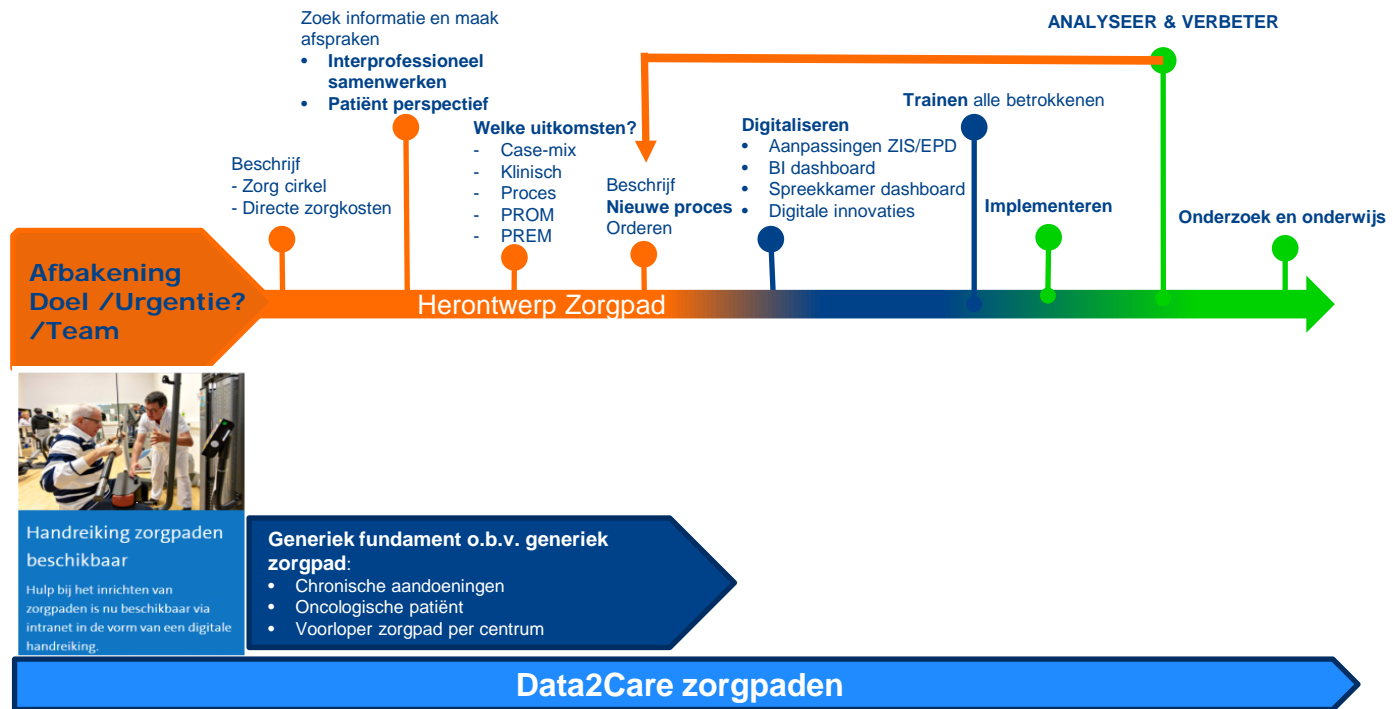 Zoek informatie en maak
afspraken
• Interprofessioneel
samenwerken
• Patiënt perspectief
ANALYSEER & VERBETER
Beschrijf
- Zorg cirkel
- Directe zorgkosten
Welke uitkomsten?
- Case-mix
- Klinisch
- Proces
- PROM
- PREM
Beschrijf
Nieuwe proces
Orderen
Digitaliseren
• Aanpassingen ZIS/EPD
• BI dashboard
• Spreekkamer dashboard
• Digitale innovaties
Trainen alle betrokkenen
Implementeren
Onderzoek en onderwijs
Afbakening
Doel /Urgentie?
/Team
Herontwerp Zorgpad
Handreiking zorgpaden
beschikbaar
Hulp bij het inrichten van
zorgpaden is nu beschikbaar via
intranet in de vorm van een digitale
handreiking.
Generiek fundament o.b.v. generiek
zorgpad:
• Chronische aandoeningen
• Oncologische patiënt
• Voorloper zorgpad per centrum
Data2Care zorgpaden